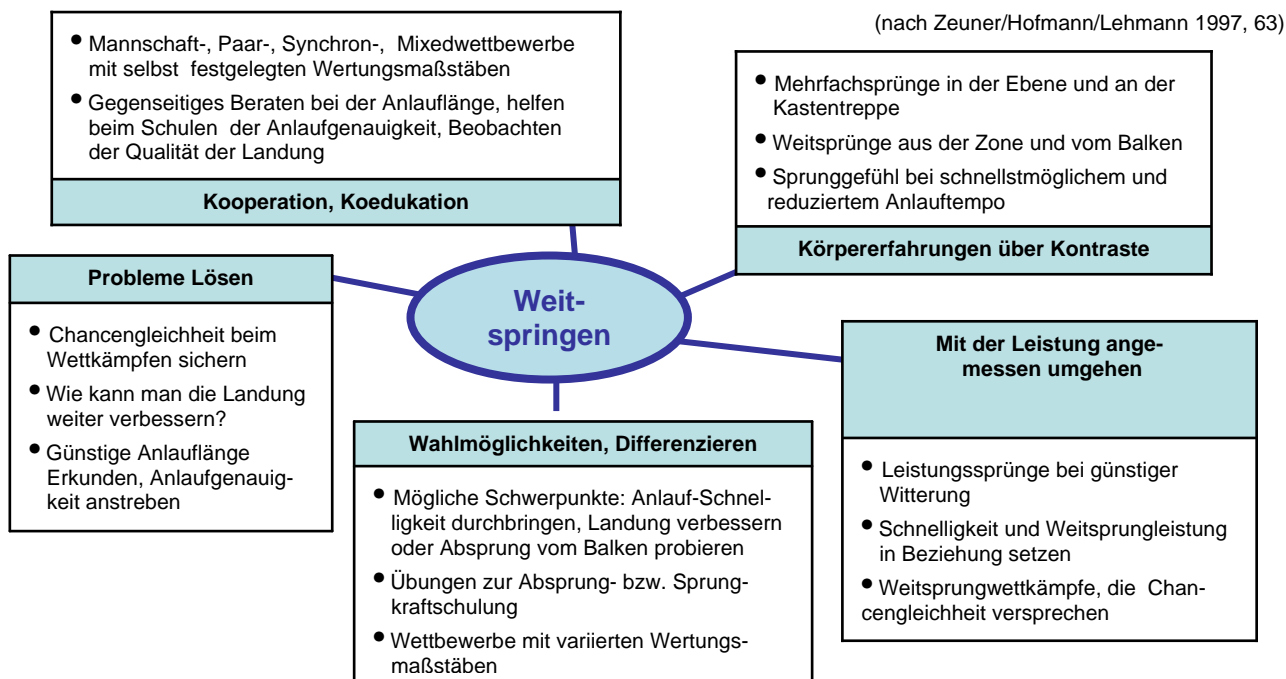 (nach Zeuner/Hofmann/Lehmann 1997, 63)
• Mannschaft-, Paar-, Synchron-, Mixedwettbewerbe
mit selbst festgelegten Wertungsmaßstäben
• Gegenseitiges Beraten bei der Anlauflänge, helfen
beim Schulen der Anlaufgenauigkeit, Beobachten
der Qualität der Landung
Kooperation, Koedukation
• Mehrfachsprünge in der Ebene und an der
Kastentreppe
• Weitsprünge aus der Zone und vom Balken
• Sprunggefühl bei schnellstmöglichem und
reduziertem Anlauftempo
Körpererfahrungen über Kontraste
Probleme Lösen
• Chancengleichheit beim
Wettkämpfen sichern
• Wie kann man die Landung
weiter verbessern?
• Günstige Anlauflänge
Erkunden, Anlaufgenauig-
keit anstreben
Weit-
springen
Mit der Leistung ange-
messen umgehen
• Leistungssprünge bei günstiger
Witterung
• Schnelligkeit und Weitsprungleistung
in Beziehung setzen
• Weitsprungwettkämpfe, die Chan-
cengleichheit versprechen
Wahlmöglichkeiten, Differenzieren
• Mögliche Schwerpunkte: Anlauf-Schnel-
ligkeit durchbringen, Landung verbessern
oder Absprung vom Balken probieren
• Übungen zur Absprung- bzw. Sprung-
kraftschulung
• Wettbewerbe mit variierten Wertungs-
maßstäben